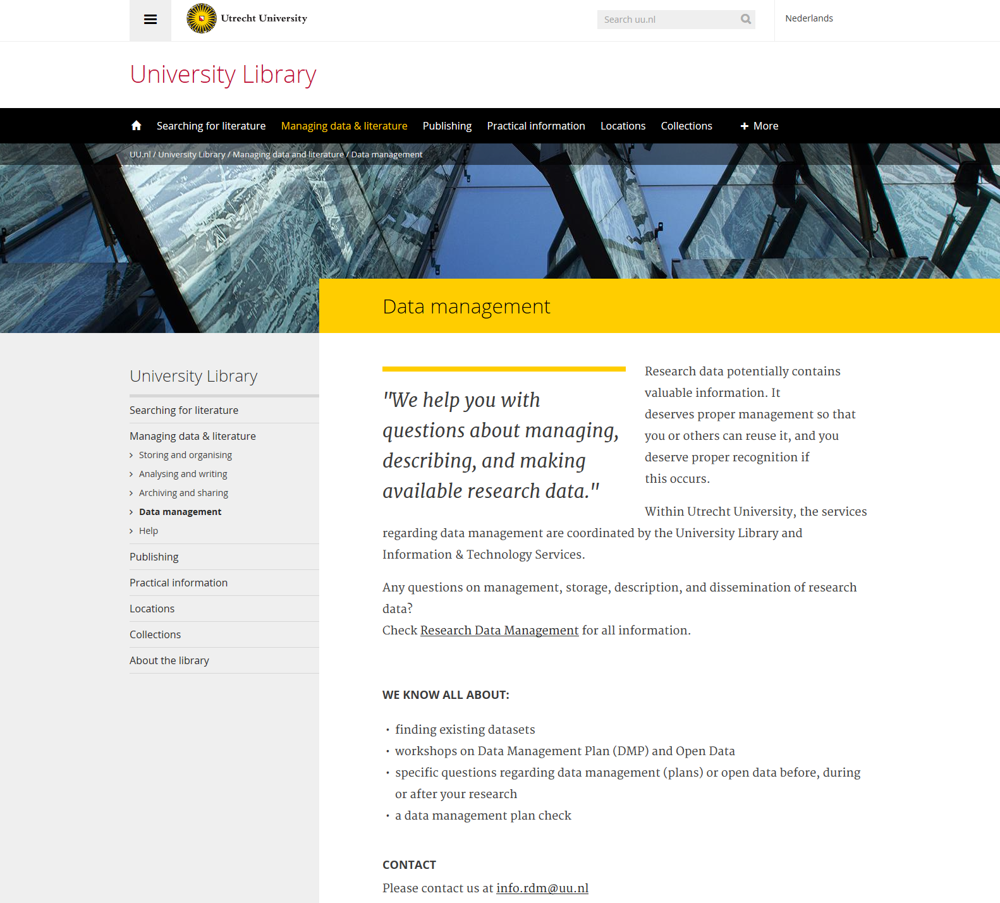 Utrecht University
Search uu.nl
Nederlands
University Library
Searching for literature
Managing data & literature
Publishing
Practical information
Locations
Collections
+ More
UU.nl / University Library / Managing data and literature / Data management
Data management
University Library
Searching for literature
Managing data & literature
Storing and organising
Analysing and writing
Archiving and sharing
Data management
Help
Publishing
Practical information
Locations
Collections
About the library
"We help you with
questions about managing,
describing, and making
available research data."
Research data potentially contains
valuable information. It
deserves proper management so that
you or others can reuse it, and you
deserve proper recognition if
this occurs.
Within Utrecht University, the services
regarding data management are coordinated by the University Library and
Information & Technology Services.
Any questions on management, storage, description, and dissemination of research
data?
Check Research Data Management for all information.
WE KNOW ALL ABOUT:
• finding existing datasets
• workshops on Data Management Plan (DMP) and Open Data
• specific questions regarding data management (plans) or open data before, during
or after your research
• a data management plan check
CONTACT
Please contact us at info.rdm@uu.nl